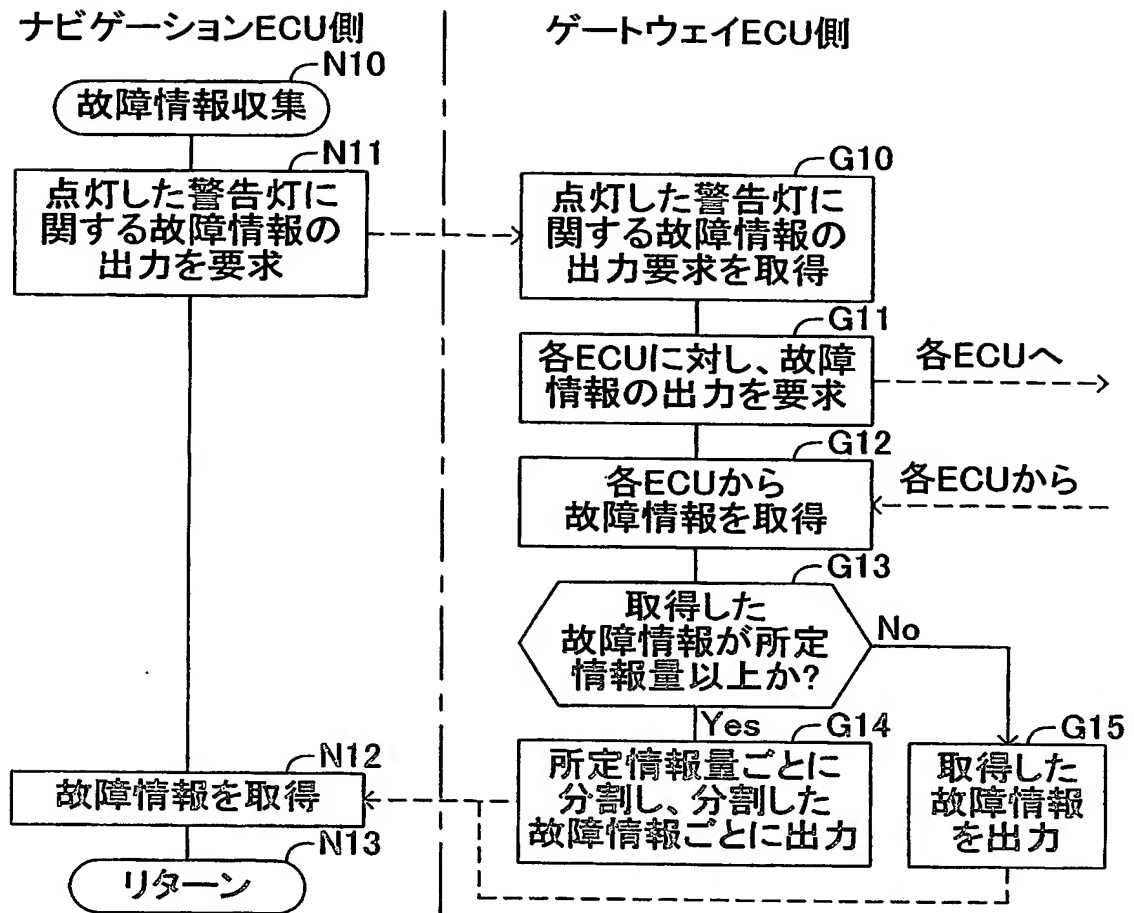 ナビゲーションECU側
ゲートウェイECU側
N10
故障情報収集
N11
点灯した警告灯に
関する故障情報の
出力を要求
G10
点灯した警告灯に
関する故障情報の
出力要求を取得
G11
各ECUに対し、故障
情報の出力を要求
各ECUへ
G12
各ECUから
故障情報を取得
各ECUから
G13
取得した
故障情報が所定
情報量以上か?
No
Yes
G14
所定情報量ごとに
分割し、分割した
故障情報ごとに出力
G15
取得した
故障情報
を出力
N12
故障情報を取得
N13
リターン